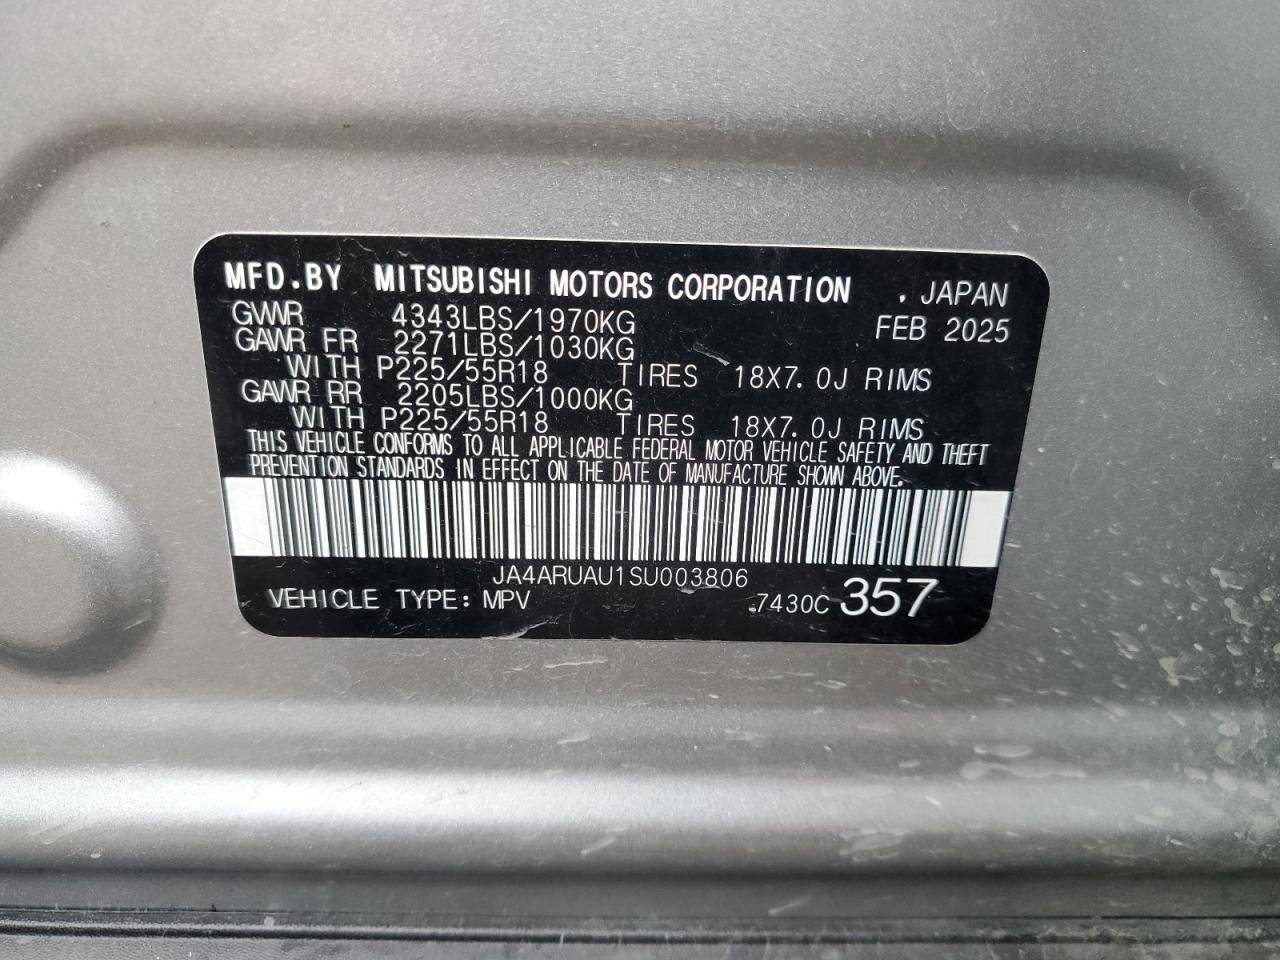 MFD.BY MITSUBISHI MOTORS CORPORATION . JAPAN
GVWR 4343LBS/1970KG FEB 2025
GAWR FR 2271LBS/1030KG
WITH P225/55R18 TIRES 18X7.0J RIMS
GAWR RR 2205LBS/1000KG
WITH P225/55R18 TIRES 18X7.0J RIMS
THIS VEHICLE CONFORMS TO ALL APPLICABLE FEDERAL MOTOR VEHICLE SAFETY AND THEFT
PREVENTION STANDARDS IN EFFECT ON THE DATE OF MANUFACTURE SHOWN ABOVE.
JA4ARUAU1SU003806
VEHICLE TYPE: MPV 7430C 357